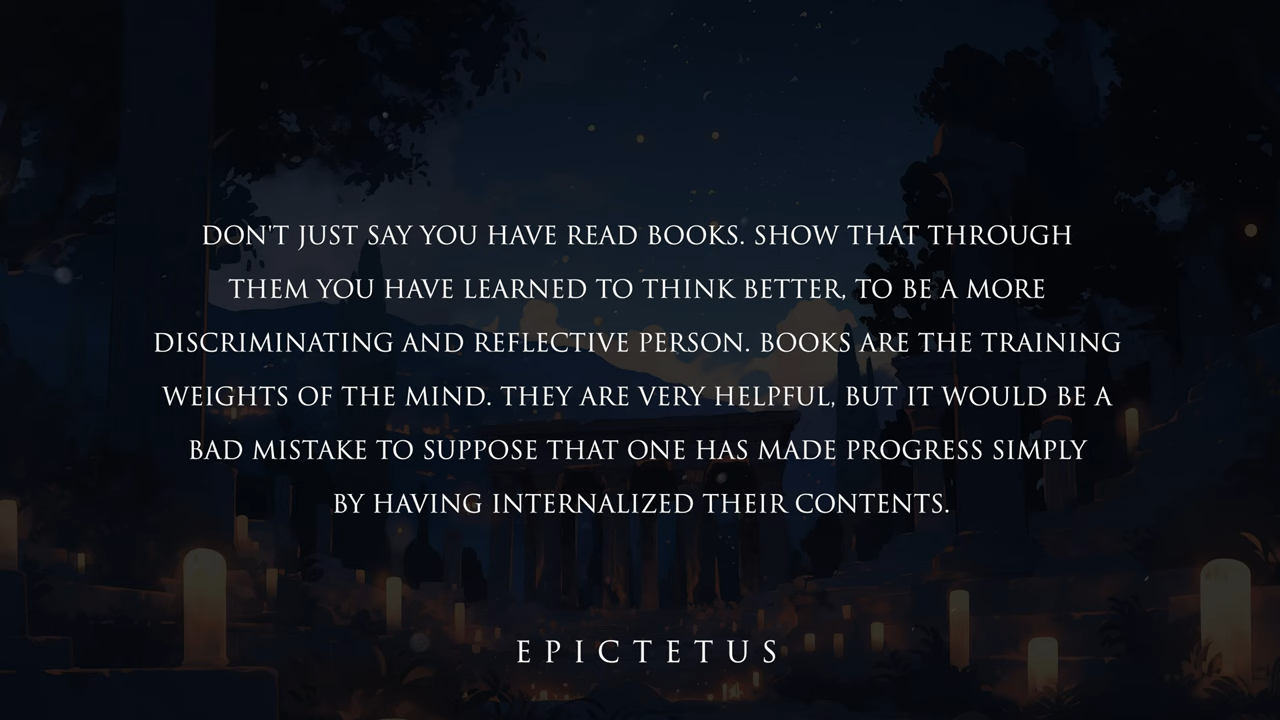 DON'T JUST SAY YOU HAVE READ BOOKS. SHOW THAT THROUGH
THEM YOU HAVE LEARNED TO THINK BETTER, TO BE A MORE
DISCRIMINATING AND REFLECTIVE PERSON. BOOKS ARE THE TRAINING
WEIGHTS OF THE MIND. THEY ARE VERY HELPFUL, BUT IT WOULD BE A
BAD MISTAKE TO SUPPOSE THAT ONE HAS MADE PROGRESS SIMPLY
BY HAVING INTERNALIZED THEIR CONTENTS.
EPICTETUS